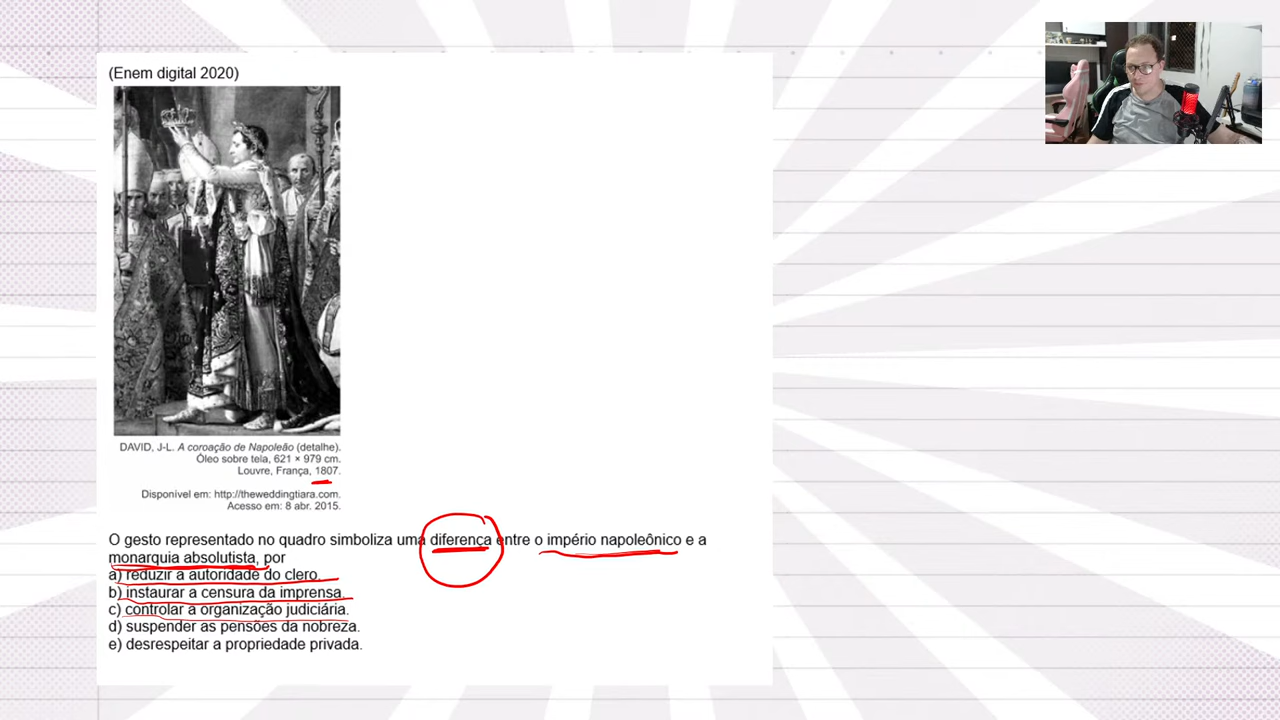 (Enem digital 2020)
DAVID, J-L. A coroação de Napoleão (detalhe).
Óleo sobre tela, 621 × 979 cm.
Louvre, França, 1807.
Disponível em: http://theweddingtiara.com.
Acesso em: 8 abr. 2015.
O gesto representado no quadro simboliza uma diferença entre o império napoleônico e a
monarquia absolutista, por
a) reduzir a autoridade do clero.
b) instaurar a censura da imprensa.
c) controlar a organização judiciária.
d) suspender as pensões da nobreza.
e) desrespeitar a propriedade privada.